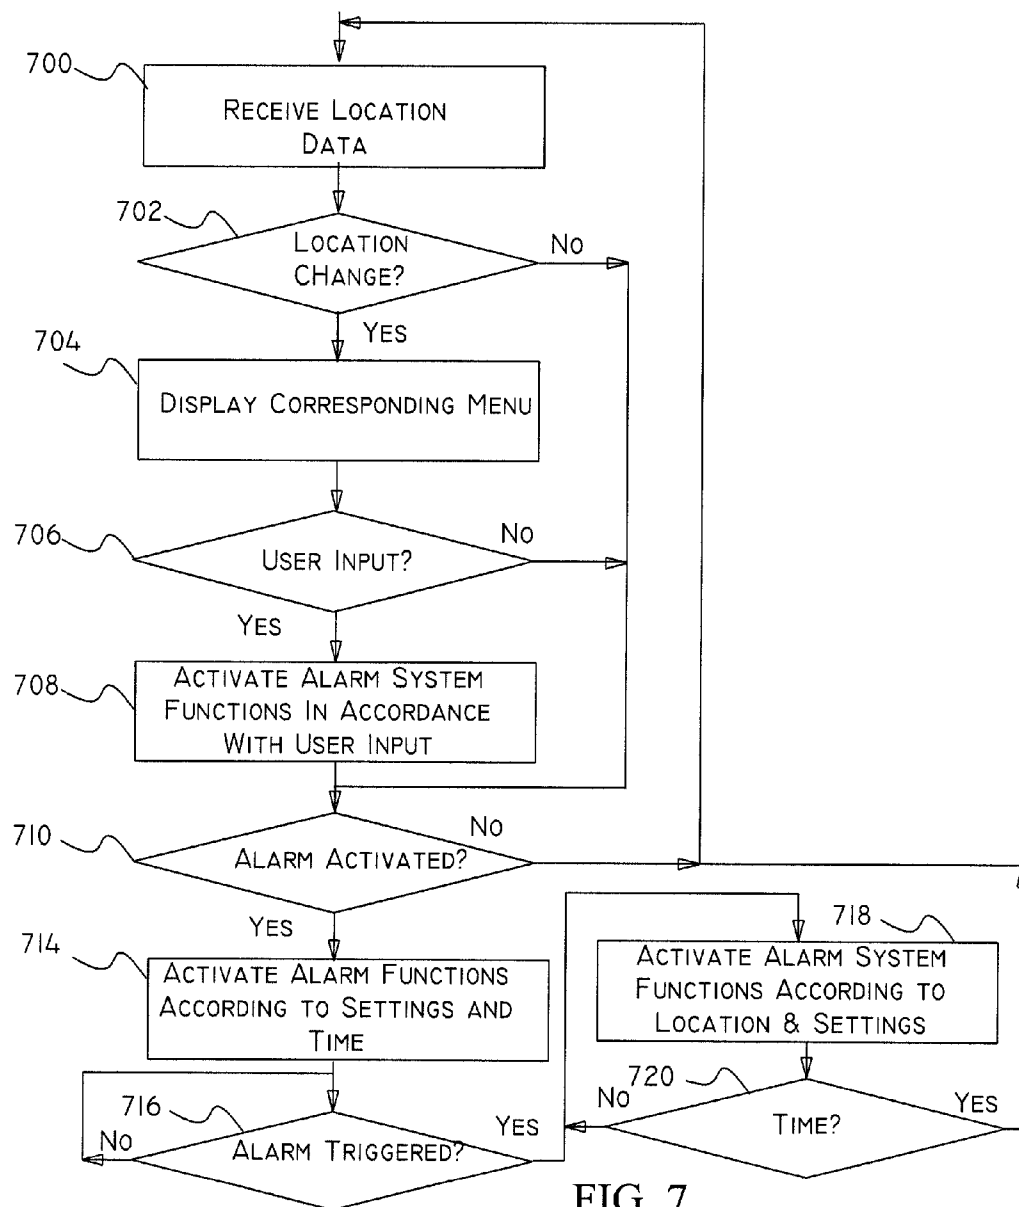 700
RECEIVE LOCATION
DATA
702
LOCATION
CHANGE?
NO
YES
704
DISPLAY CORRESPONDING MENU
706
USER INPUT?
NO
YES
708
ACTIVATE ALARM SYSTEM
FUNCTIONS IN ACCORDANCE
WITH USER INPUT
710
ALARM ACTIVATED?
NO
YES
714
ACTIVATE ALARM FUNCTIONS
ACCORDING TO SETTINGS AND
TIME
716
ALARM TRIGGERED?
NO
YES
718
ACTIVATE ALARM SYSTEM
FUNCTIONS ACCORDING TO
LOCATION & SETTINGS
720
TIME?
NO
YES
FIG. 7